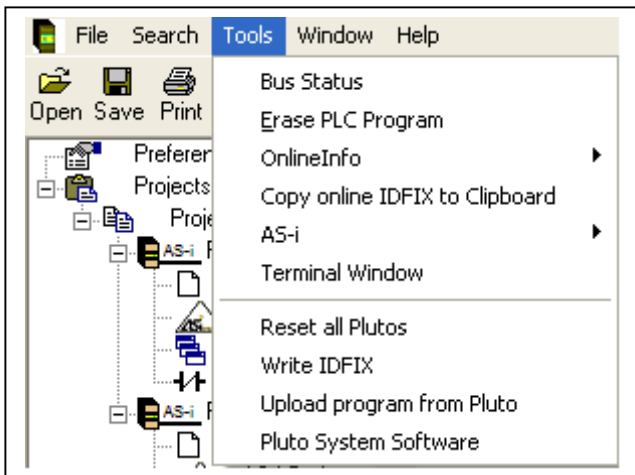 File Search Tools Window Help
Open Save Print
Bus Status
Erase PLC Program
OnlineInfo
Copy online IDFIX to Clipboard
AS-i
Terminal Window
Reset all Plutos
Write IDFIX
Upload program from Pluto
Pluto System Software
Preferer
Projects
Proje
AS-i
AS-i